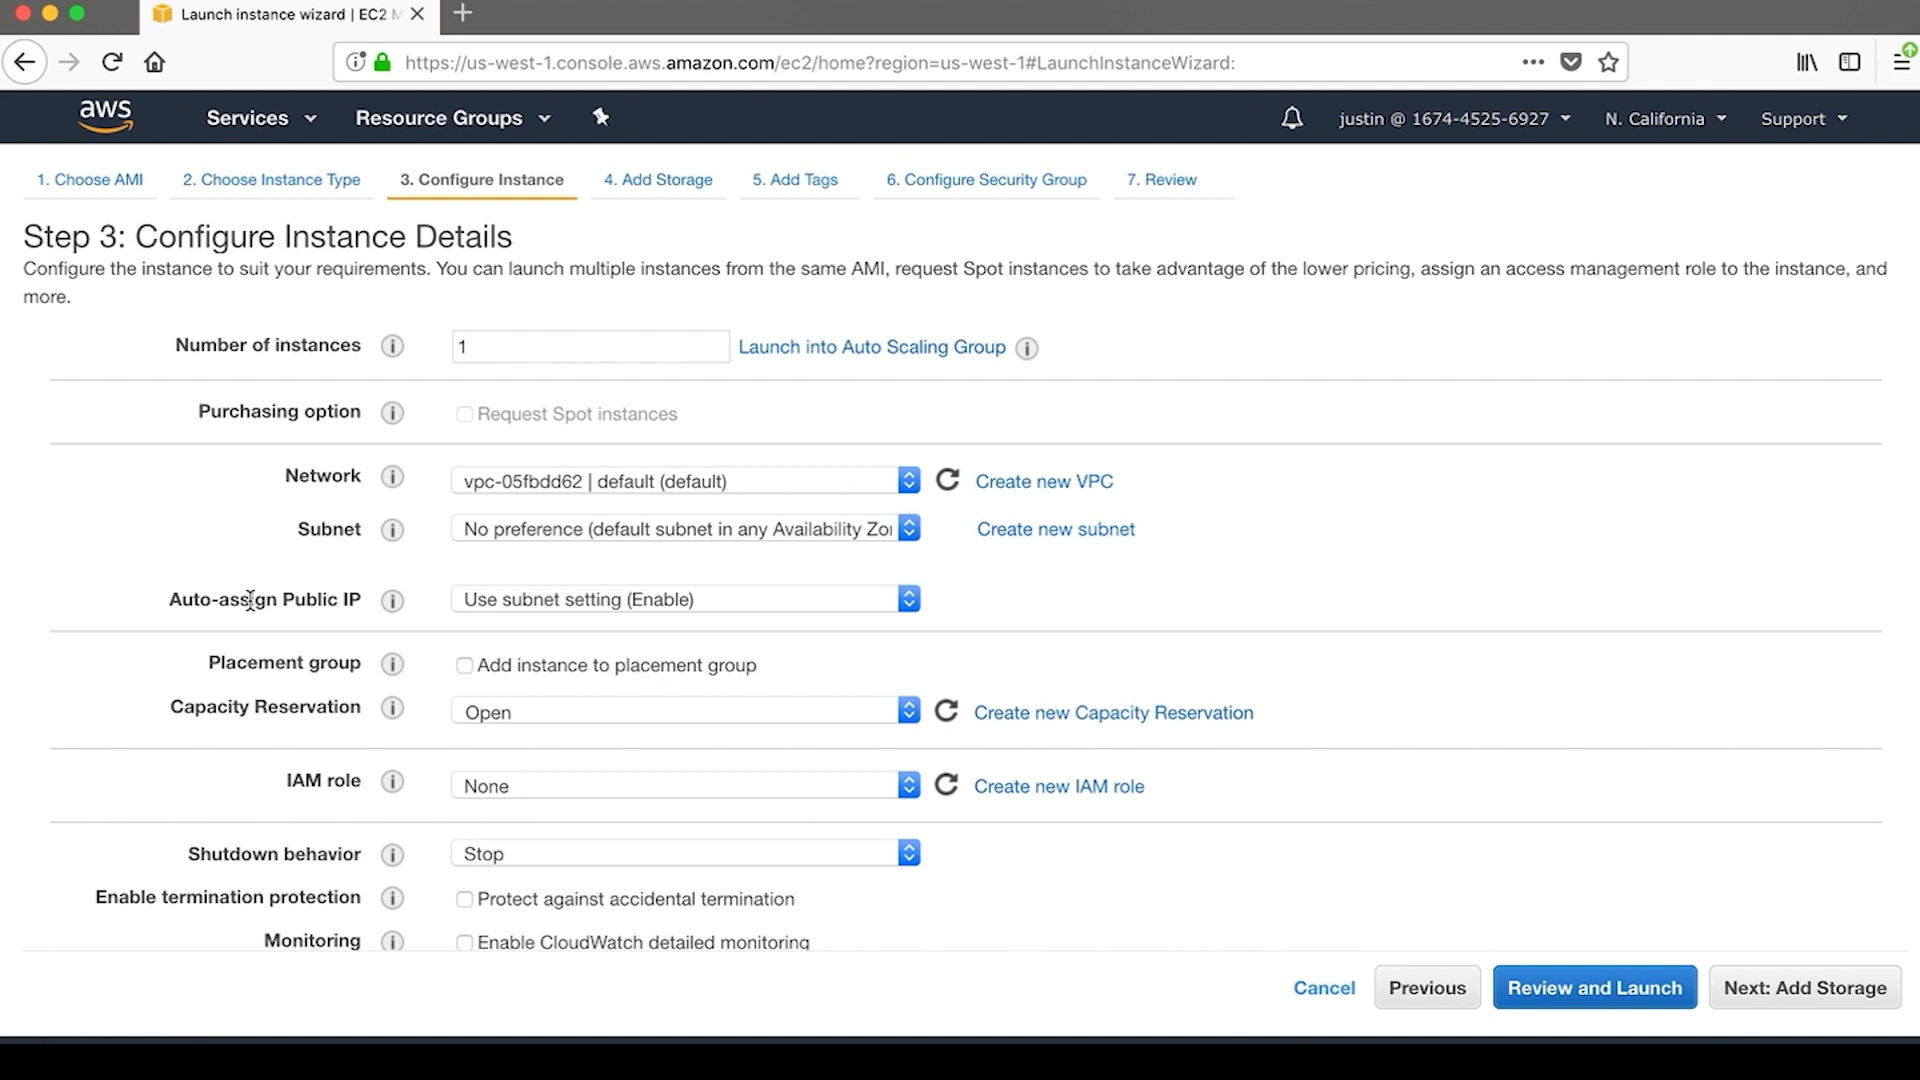 Launch instance wizard | EC2 M
https://us-west-1.console.aws.amazon.com/ec2/home?region=us-west-1#LaunchInstanceWizard:
aws Services Resource Groups justin @ 1674-4525-6927 N. California Support
1. Choose AMI 2. Choose Instance Type 3. Configure Instance 4. Add Storage 5. Add Tags 6. Configure Security Group 7. Review
Step 3: Configure Instance Details
Configure the instance to suit your requirements. You can launch multiple instances from the same AMI, request Spot instances to take advantage of the lower pricing, assign an access management role to the instance, and
more.
Number of instances i 1 Launch into Auto Scaling Group i
Purchasing option i Request Spot instances
Network i vpc-05fbdd62 | default (default) Create new VPC
Subnet i No preference (default subnet in any Availability Zo Create new subnet
Auto-assign Public IP i Use subnet setting (Enable)
Placement group i Add instance to placement group
Capacity Reservation i Open Create new Capacity Reservation
IAM role i None Create new IAM role
Shutdown behavior i Stop
Enable termination protection i Protect against accidental termination
Monitoring i Enable CloudWatch detailed monitoring
Cancel Previous Review and Launch Next: Add Storage